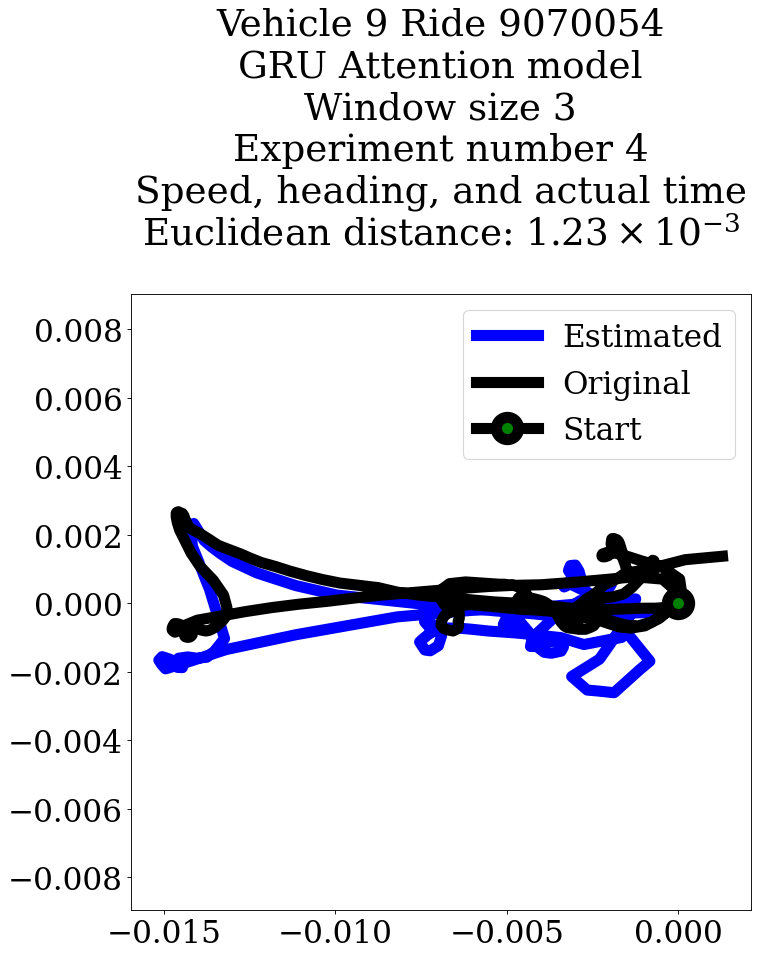 Vehicle 9 Ride 9070054
GRU Attention model
Window size 3
Experiment number 4
Speed, heading, and actual time
Euclidean distance: 1.23 × 10⁻³
Estimated
Original
Start
0.008
0.006
0.004
0.002
0.000
−0.002
−0.004
−0.006
−0.008
−0.015 −0.010 −0.005 0.000